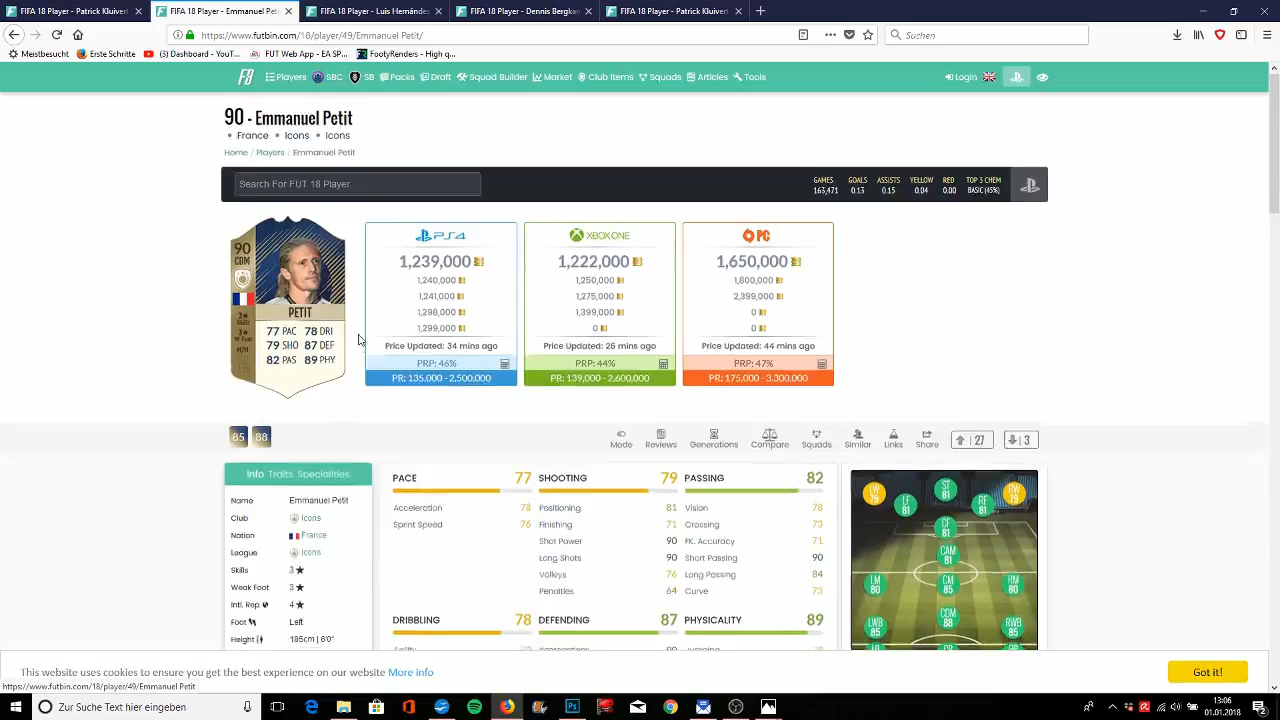 FIFA 18 Player - Patrick Kluivert
FIFA 18 Player - Emmanuel Petit
FIFA 18 Player - Luis Hernández
FIFA 18 Player - Dennis Bergkam
FIFA 18 Player - Patrick Kluivert
https://www.futbin.com/18/player/49/Emmanuel Petit/
Suchen
Meistbesucht
Erste Schritte
(3) Dashboard - YouT...
FUT Web App - EA SP...
FootyRenders - High q...
Players SBC SB Packs Draft Squad Builder Market Club Items Squads Articles Tools Login
90 - Emmanuel Petit
• France • Icons • Icons
Home / Players / Emmanuel Petit
Search For FUT 18 Player..
GAMES GOALS ASSISTS YELLOW RED TOP 3 CHEM
163,471 0.13 0.15 0.04 0.00 BASIC (45%)
90
CDM
PETIT
3★
Skills
3★
W. Foot
77 PAC 78 DRI
79 SHO 87 DEF
82 PAS 89 PHY
PS4
1,239,000
1,240,000
1,241,000
1,298,000
1,299,000
Price Updated: 34 mins ago
PRP: 46%
PR: 135,000 - 2,500,000
XBOX ONE
1,222,000
1,250,000
1,275,000
1,399,000
0
Price Updated: 26 mins ago
PRP: 44%
PR: 139,000 - 2,600,000
PC
1,650,000
1,800,000
2,399,000
0
0
Price Updated: 44 mins ago
PRP: 47%
PR: 175,000 - 3,300,000
85 88
Mode Reviews Generations Compare Squads Similar Links Share 27 3
Info Traits Specialities
Name Emmanuel Petit
Club Icons
Nation France
League Icons
Skills 3★
Weak Foot 3★
Intl. Rep 4★
Foot Left
Height 185cm | 6'0"
PACE 77
Acceleration 78
Sprint Speed 76
SHOOTING 79
Positioning 81
Finishing 71
Shot Power 90
Long Shots 90
Volleys 76
Penalties 64
PASSING 82
Vision 78
Crossing 73
FK. Accuracy 71
Short Passing 90
Long Passing 84
Curve 73
DRIBBLING 78
DEFENDING 87
PHYSICALITY 89
LW 79
ST 81
RW 79
LF 81
RF 81
CF 81
CAM 81
LM 80
CM 85
RM 80
CDM 88
LWB 85
RWB 85
This website uses cookies to ensure you get the best experience on our website More info
Got it!
https://www.futbin.com/18/player/49/Emmanuel Petit
Zur Suche Text hier eingeben
13:06
01.01.2018